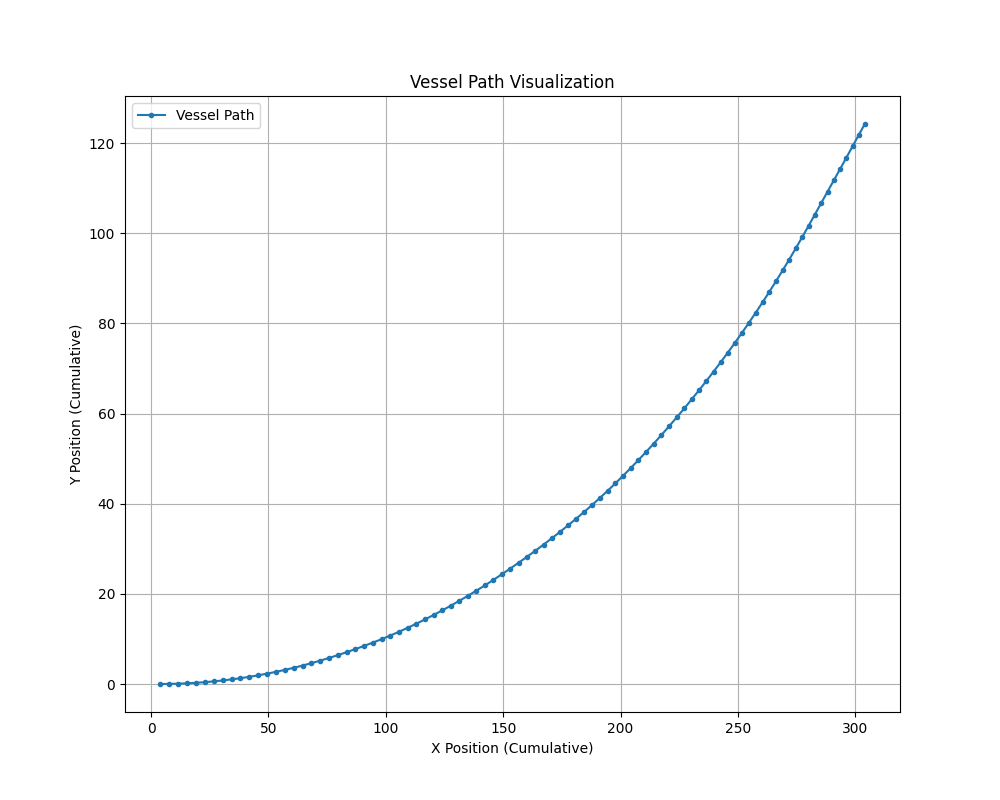 Vessel Path Visualization
Vessel Path
120
100
80
60
40
20
0
Y Position (Cumulative)
0 50 100 150 200 250 300
X Position (Cumulative)